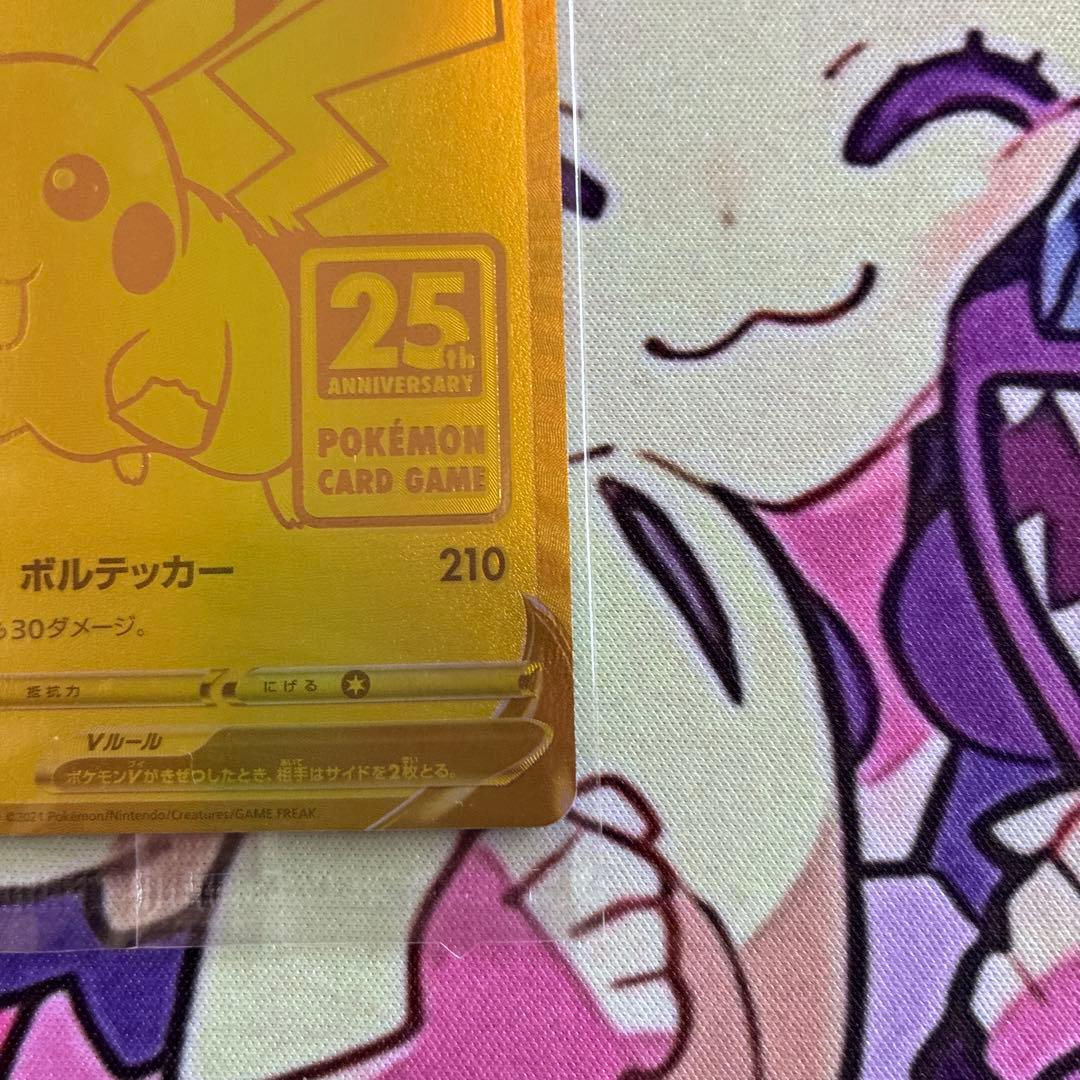 25th
ANNIVERSARY
POKÉMON
CARD GAME
ボルテッカー 210
30ダメージ。
抵抗力 にげる
Vルール
ポケモンVがきぜつしたとき、相手はサイドを2枚とる。
©2021 Pokémon/Nintendo/Creatures/GAME FREAK.